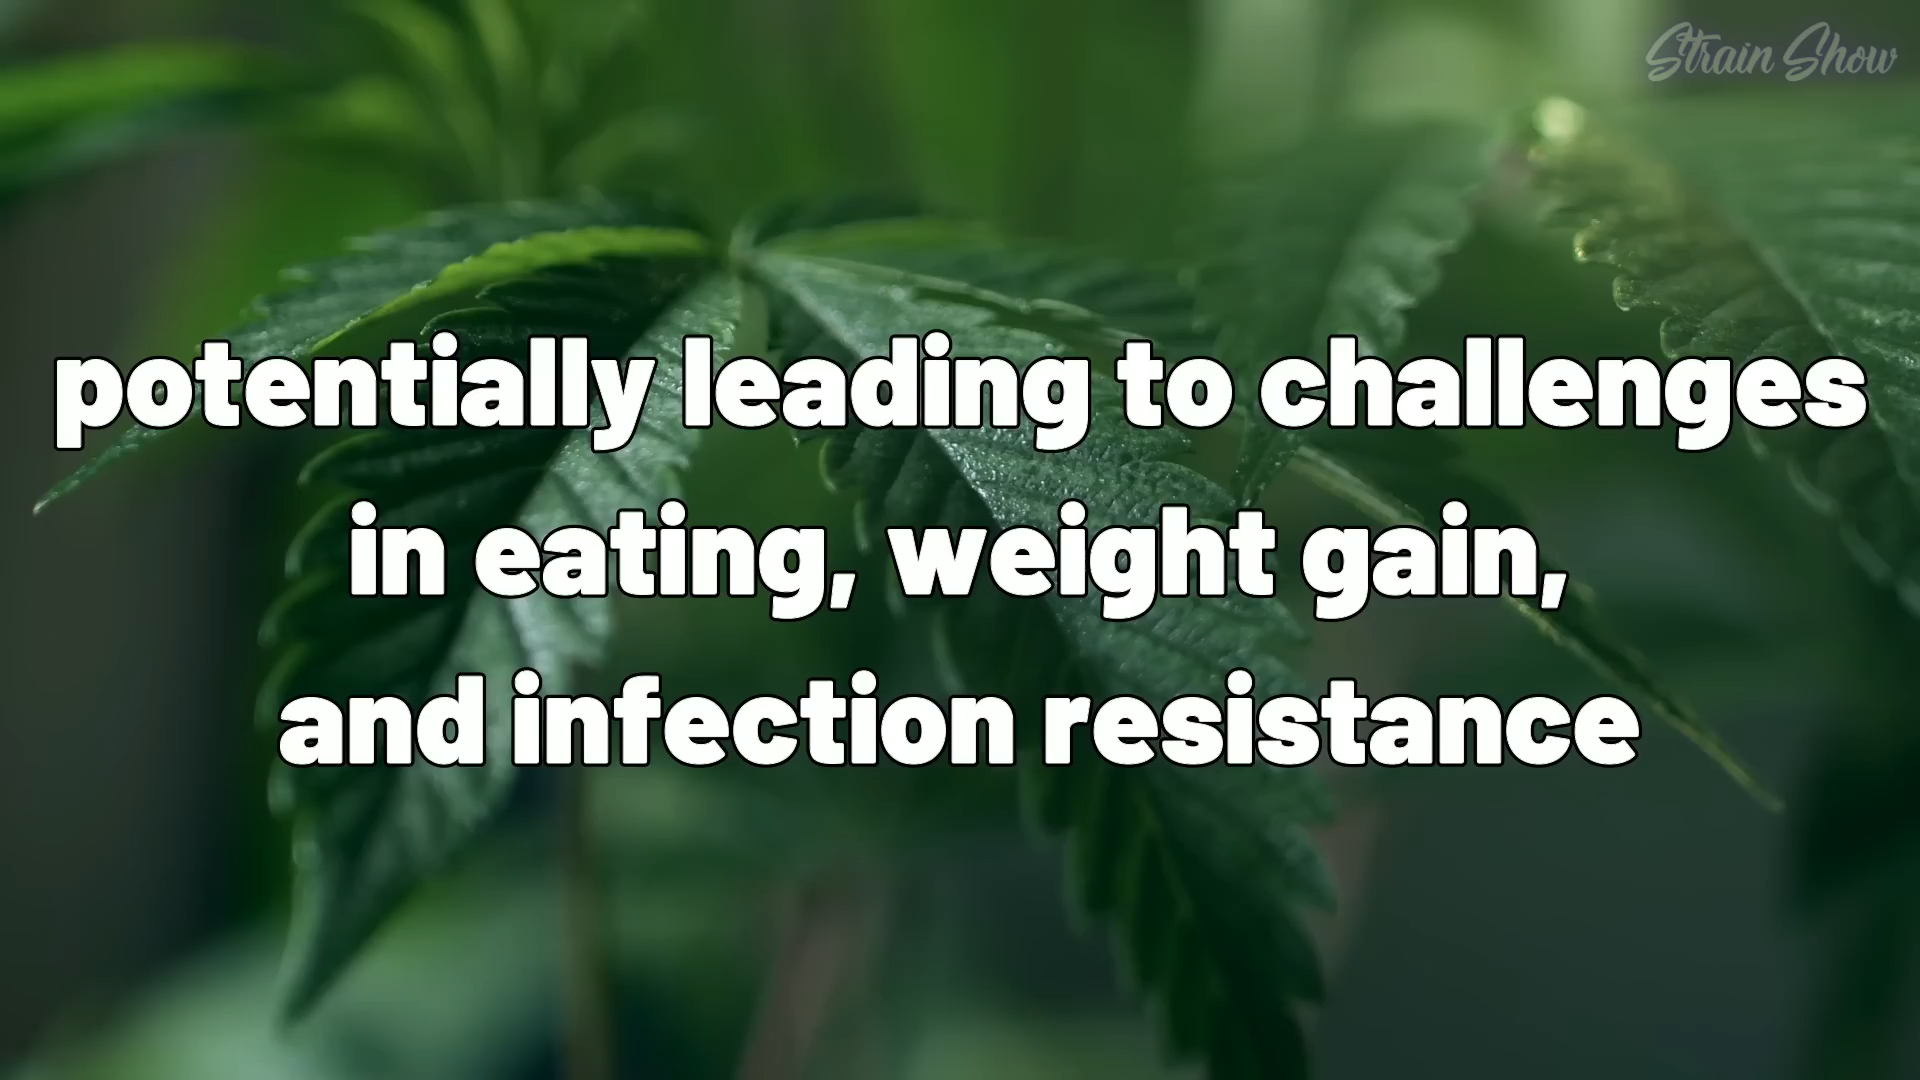 Strain Show
potentially leading to challenges
in eating, weight gain,
and infection resistance